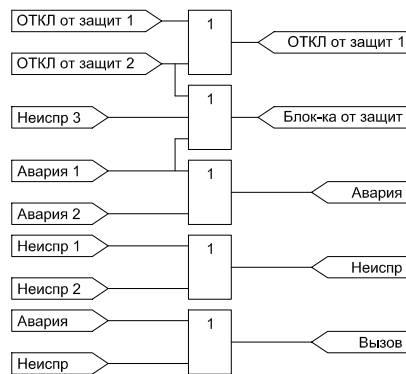 ОТКЛ от защит 1
1
ОТКЛ от защит 1
ОТКЛ от защит 2
1
Неиспр 3
Блок-ка от защит
Авария 1
1
Авария
Авария 2
Неиспр 1
1
Неиспр
Неиспр 2
Авария
1
Вызов
Неиспр